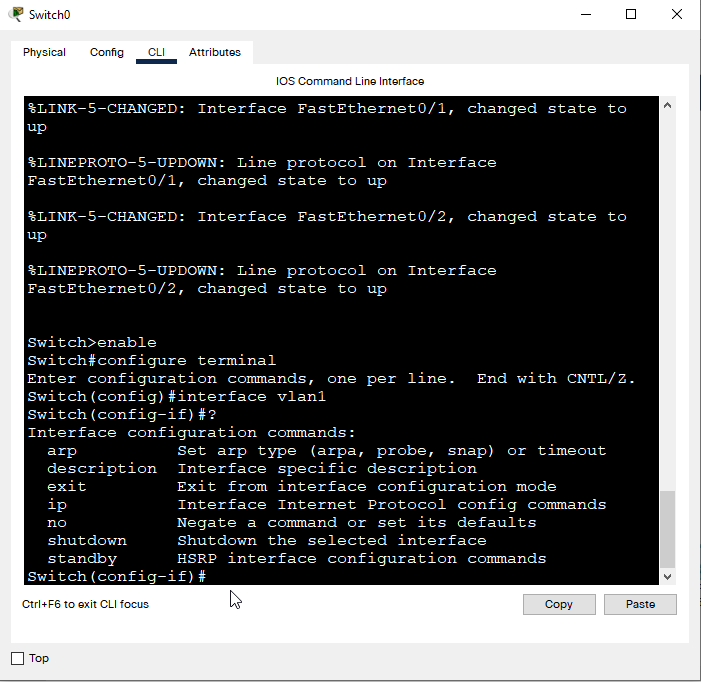 Switch0
Physical Config CLI Attributes
IOS Command Line Interface
%LINK-5-CHANGED: Interface FastEthernet0/1, changed state to
up
%LINEPROTO-5-UPDOWN: Line protocol on Interface
FastEthernet0/1, changed state to up
%LINK-5-CHANGED: Interface FastEthernet0/2, changed state to
up
%LINEPROTO-5-UPDOWN: Line protocol on Interface
FastEthernet0/2, changed state to up
Switch>enable
Switch#configure terminal
Enter configuration commands, one per line.  End with CNTL/Z.
Switch(config)#interface vlan1
Switch(config-if)#?
Interface configuration commands:
  arp          Set arp type (arpa, probe, snap) or timeout
  description  Interface specific description
  exit         Exit from interface configuration mode
  ip           Interface Internet Protocol config commands
  no           Negate a command or set its defaults
  shutdown     Shutdown the selected interface
  standby      HSRP interface configuration commands
Switch(config-if)#
Ctrl+F6 to exit CLI focus Copy Paste
Top